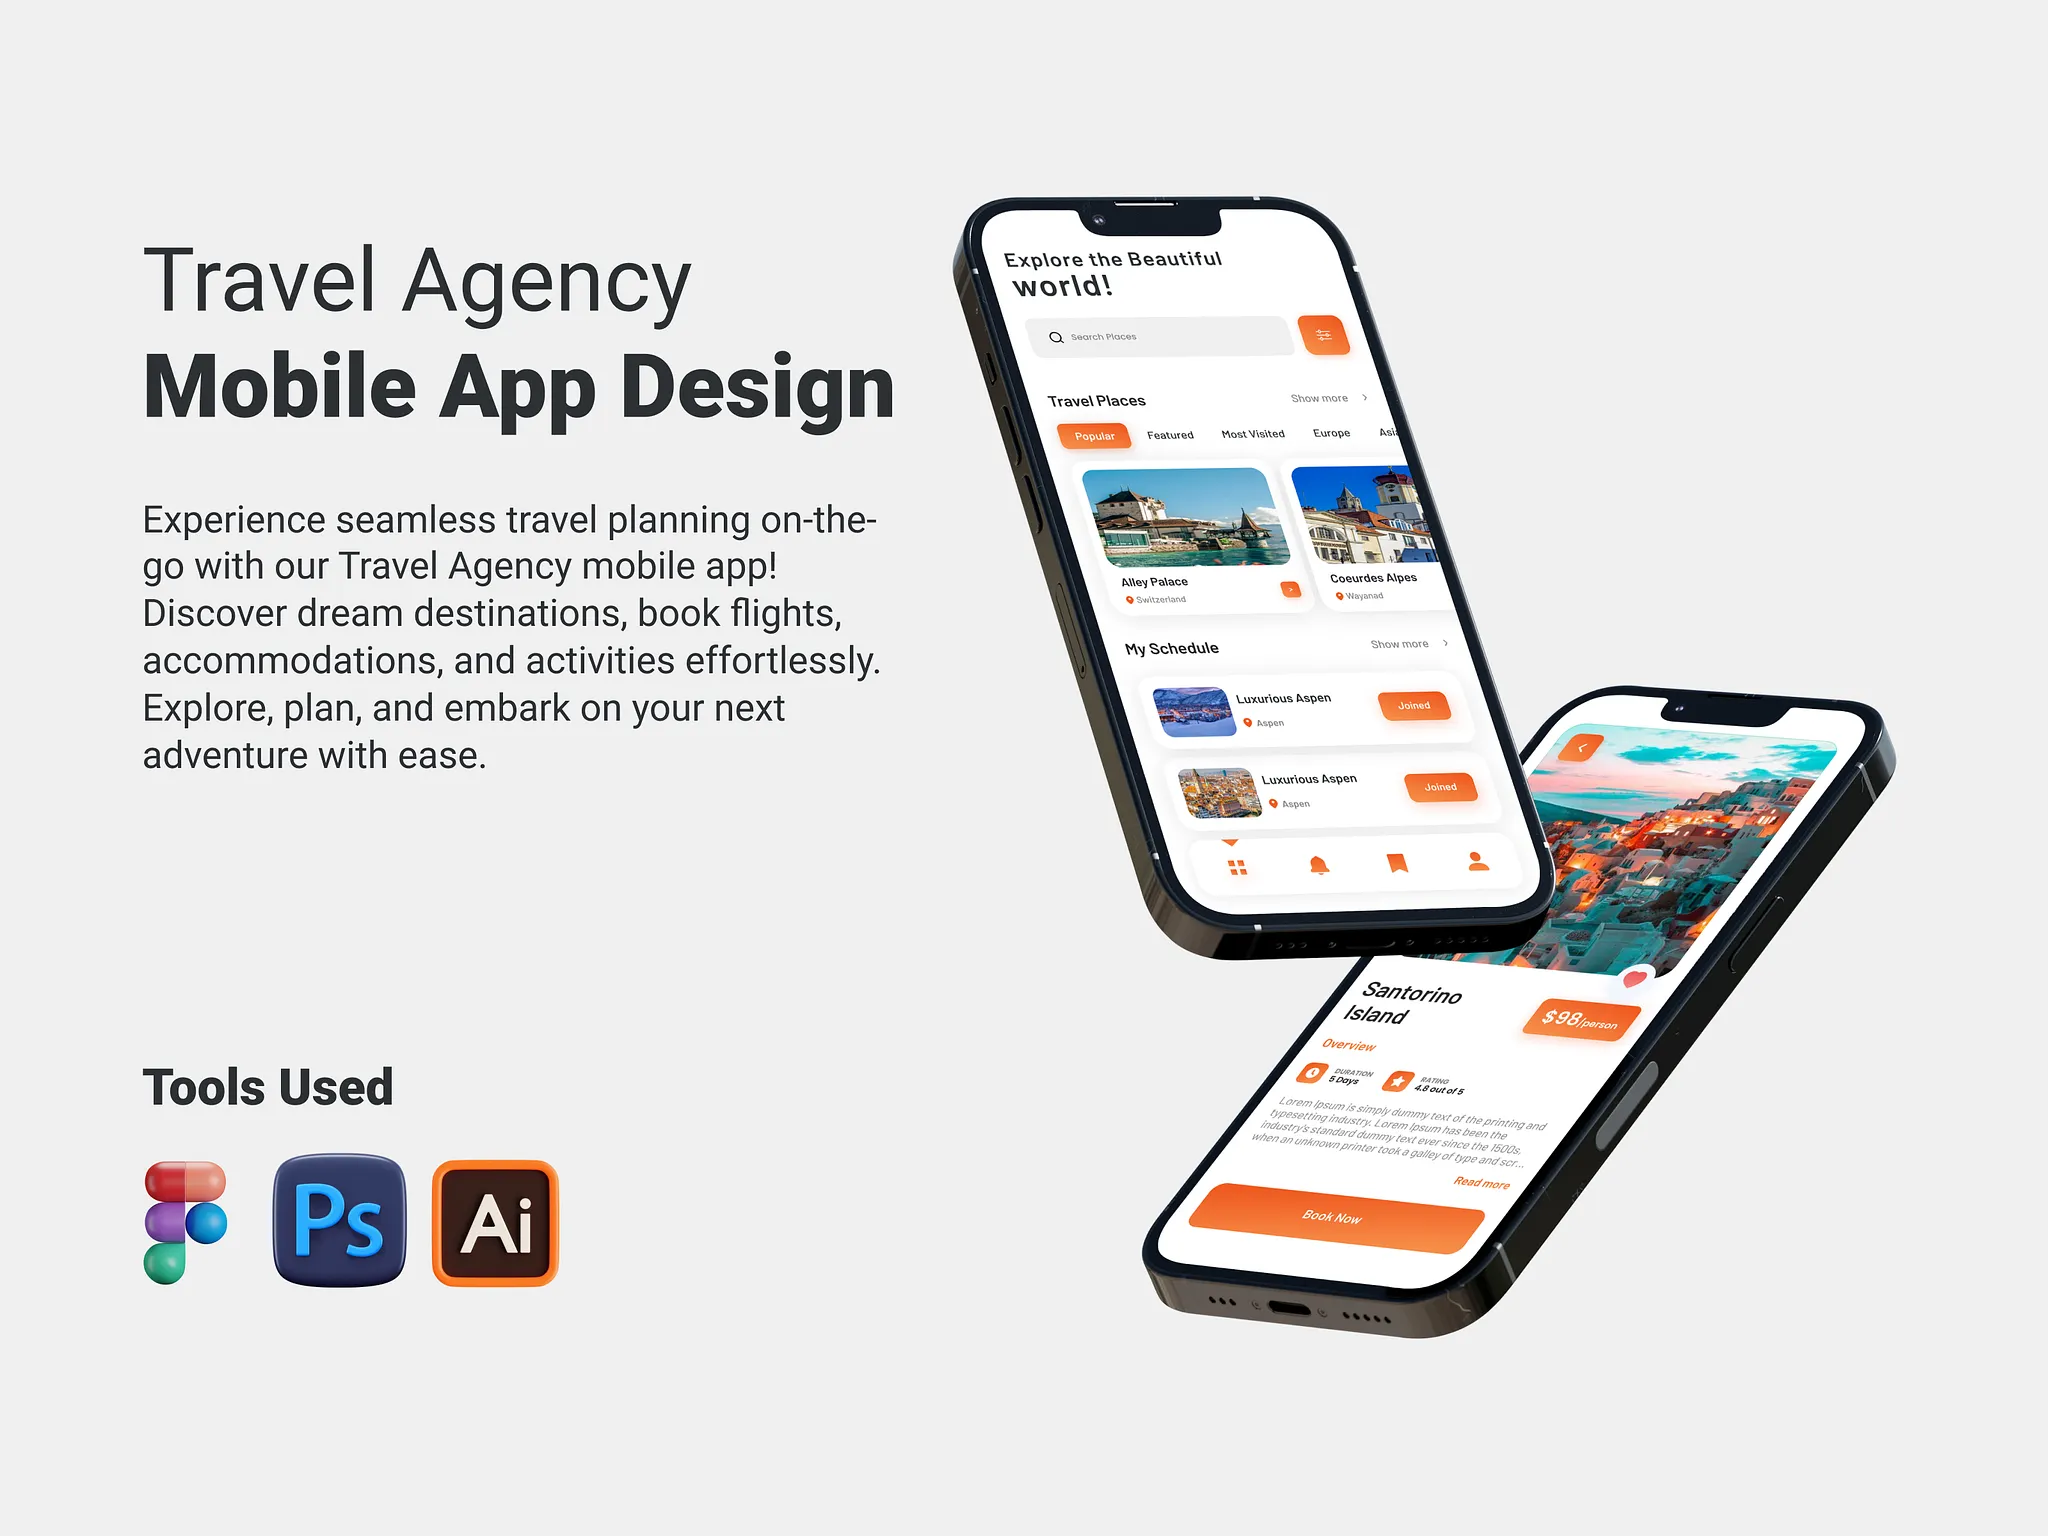 Travel Agency
Mobile App Design
Experience seamless travel planning on-the-
go with our Travel Agency mobile app!
Discover dream destinations, book flights,
accommodations, and activities effortlessly.
Explore, plan, and embark on your next
adventure with ease.
Tools Used
Ps
Ai
Explore the Beautiful
world!
Search Places
Travel Places
Show more
Popular
Featured
Most Visited
Europe
Asia
Alley Palace
Switzerland
Coeurdes Alpes
Wayanad
My Schedule
Show more
Luxurious Aspen
Aspen
Joined
Luxurious Aspen
Aspen
Joined
Santorino
Island
$98/person
Overview
DURATION
5 Days
RATING
4.8 out of 5
Lorem Ipsum is simply dummy text of the printing and
typesetting industry. Lorem Ipsum has been the
industry's standard dummy text ever since the 1500s,
when an unknown printer took a galley of type and scr...
Read more
Book Now